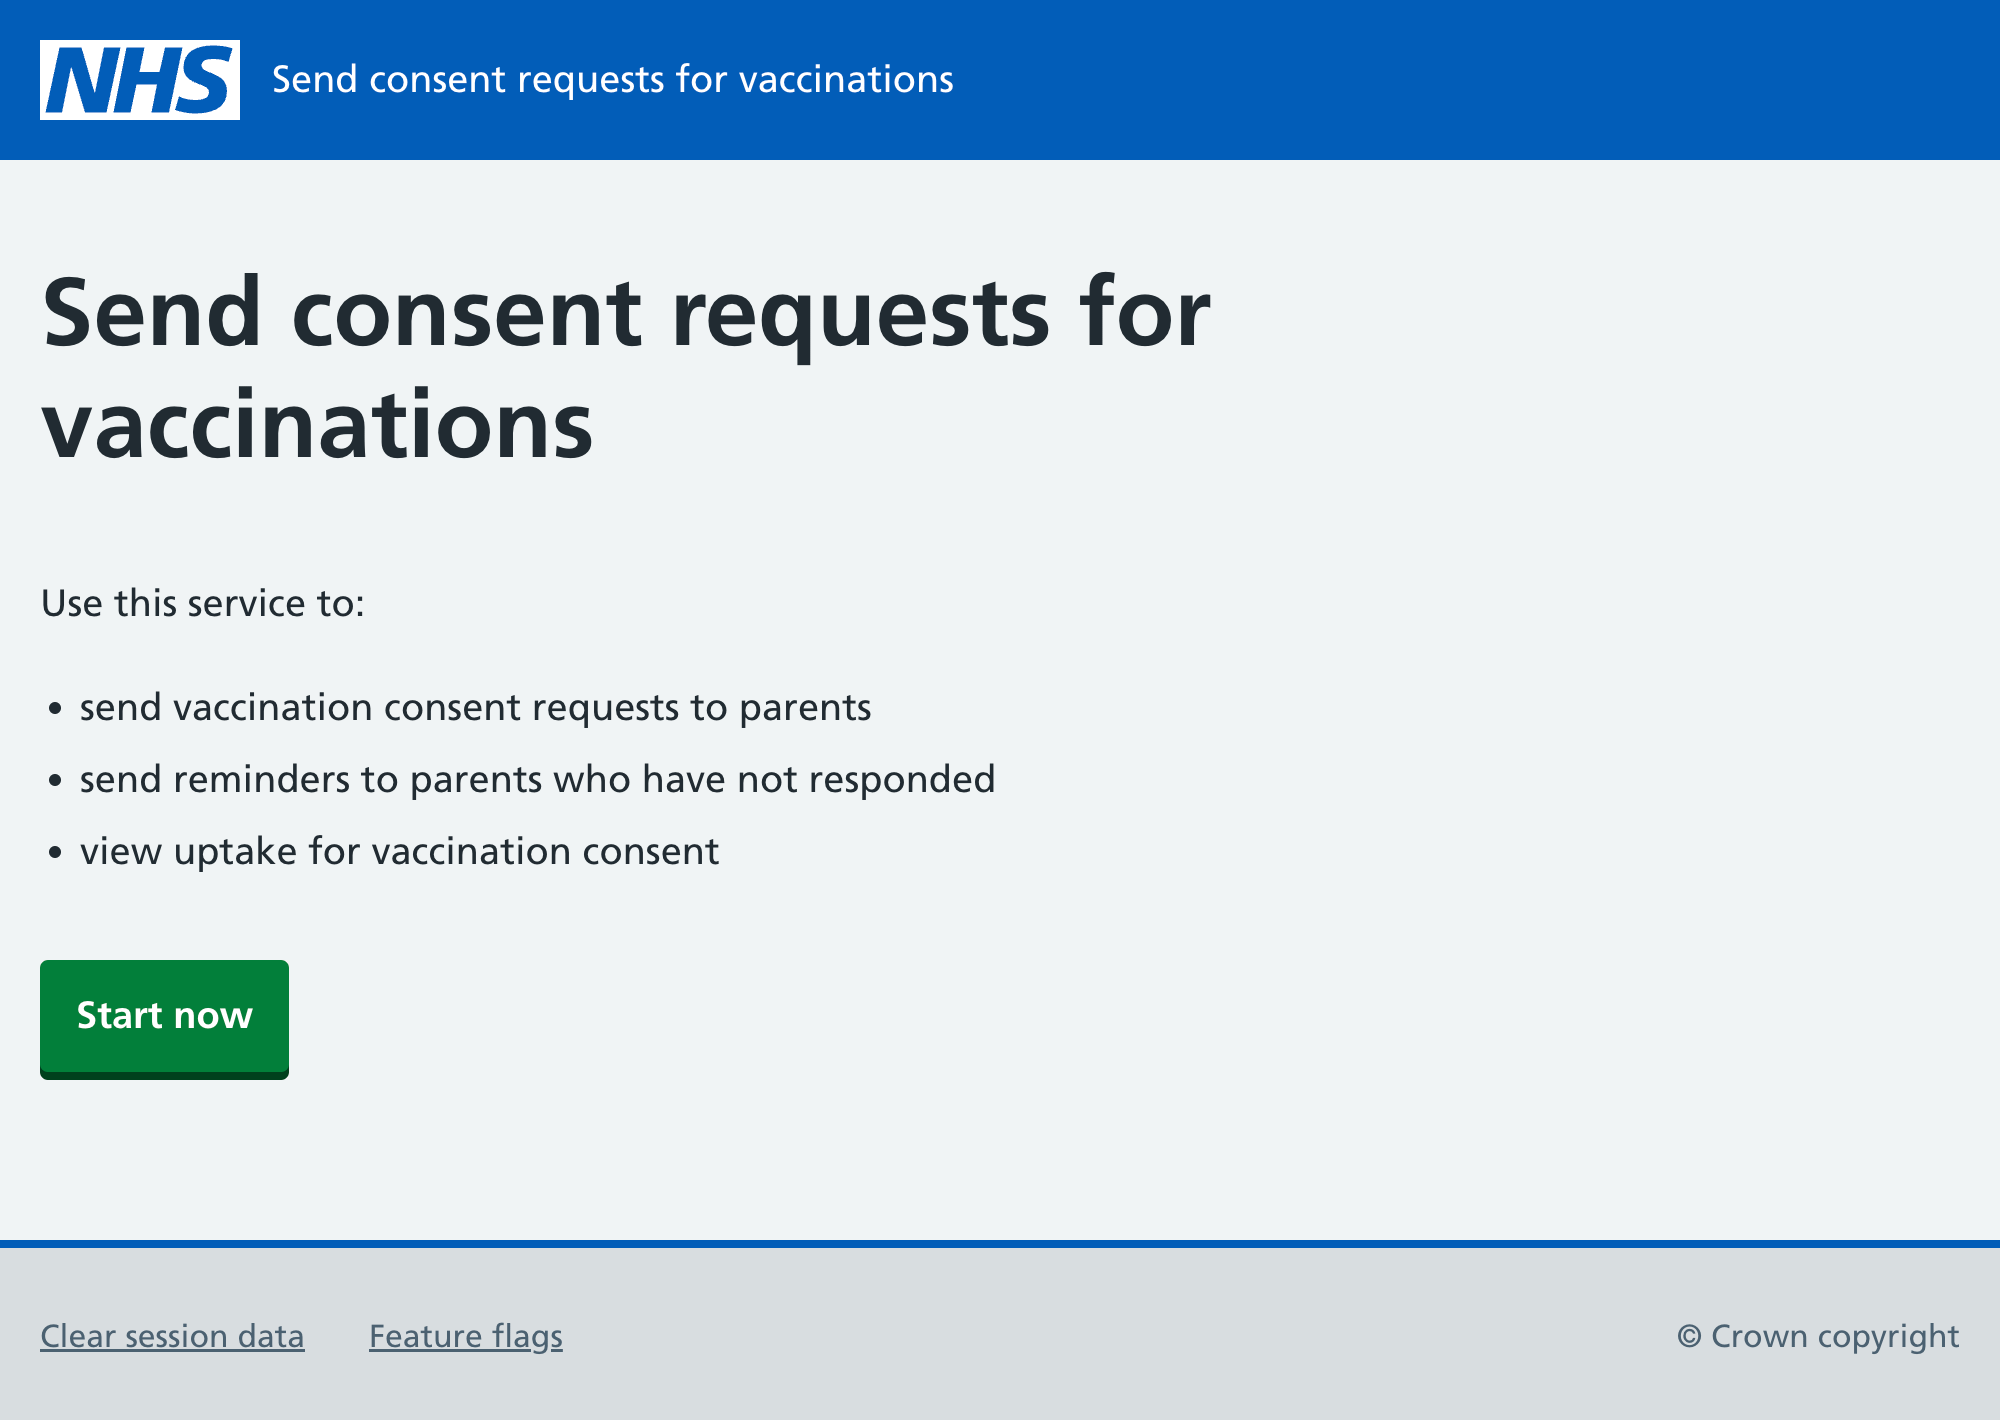 NHS Send consent requests for vaccinations
Send consent requests for
vaccinations
Use this service to:
• send vaccination consent requests to parents
• send reminders to parents who have not responded
• view uptake for vaccination consent
Start now
Clear session data Feature flags © Crown copyright